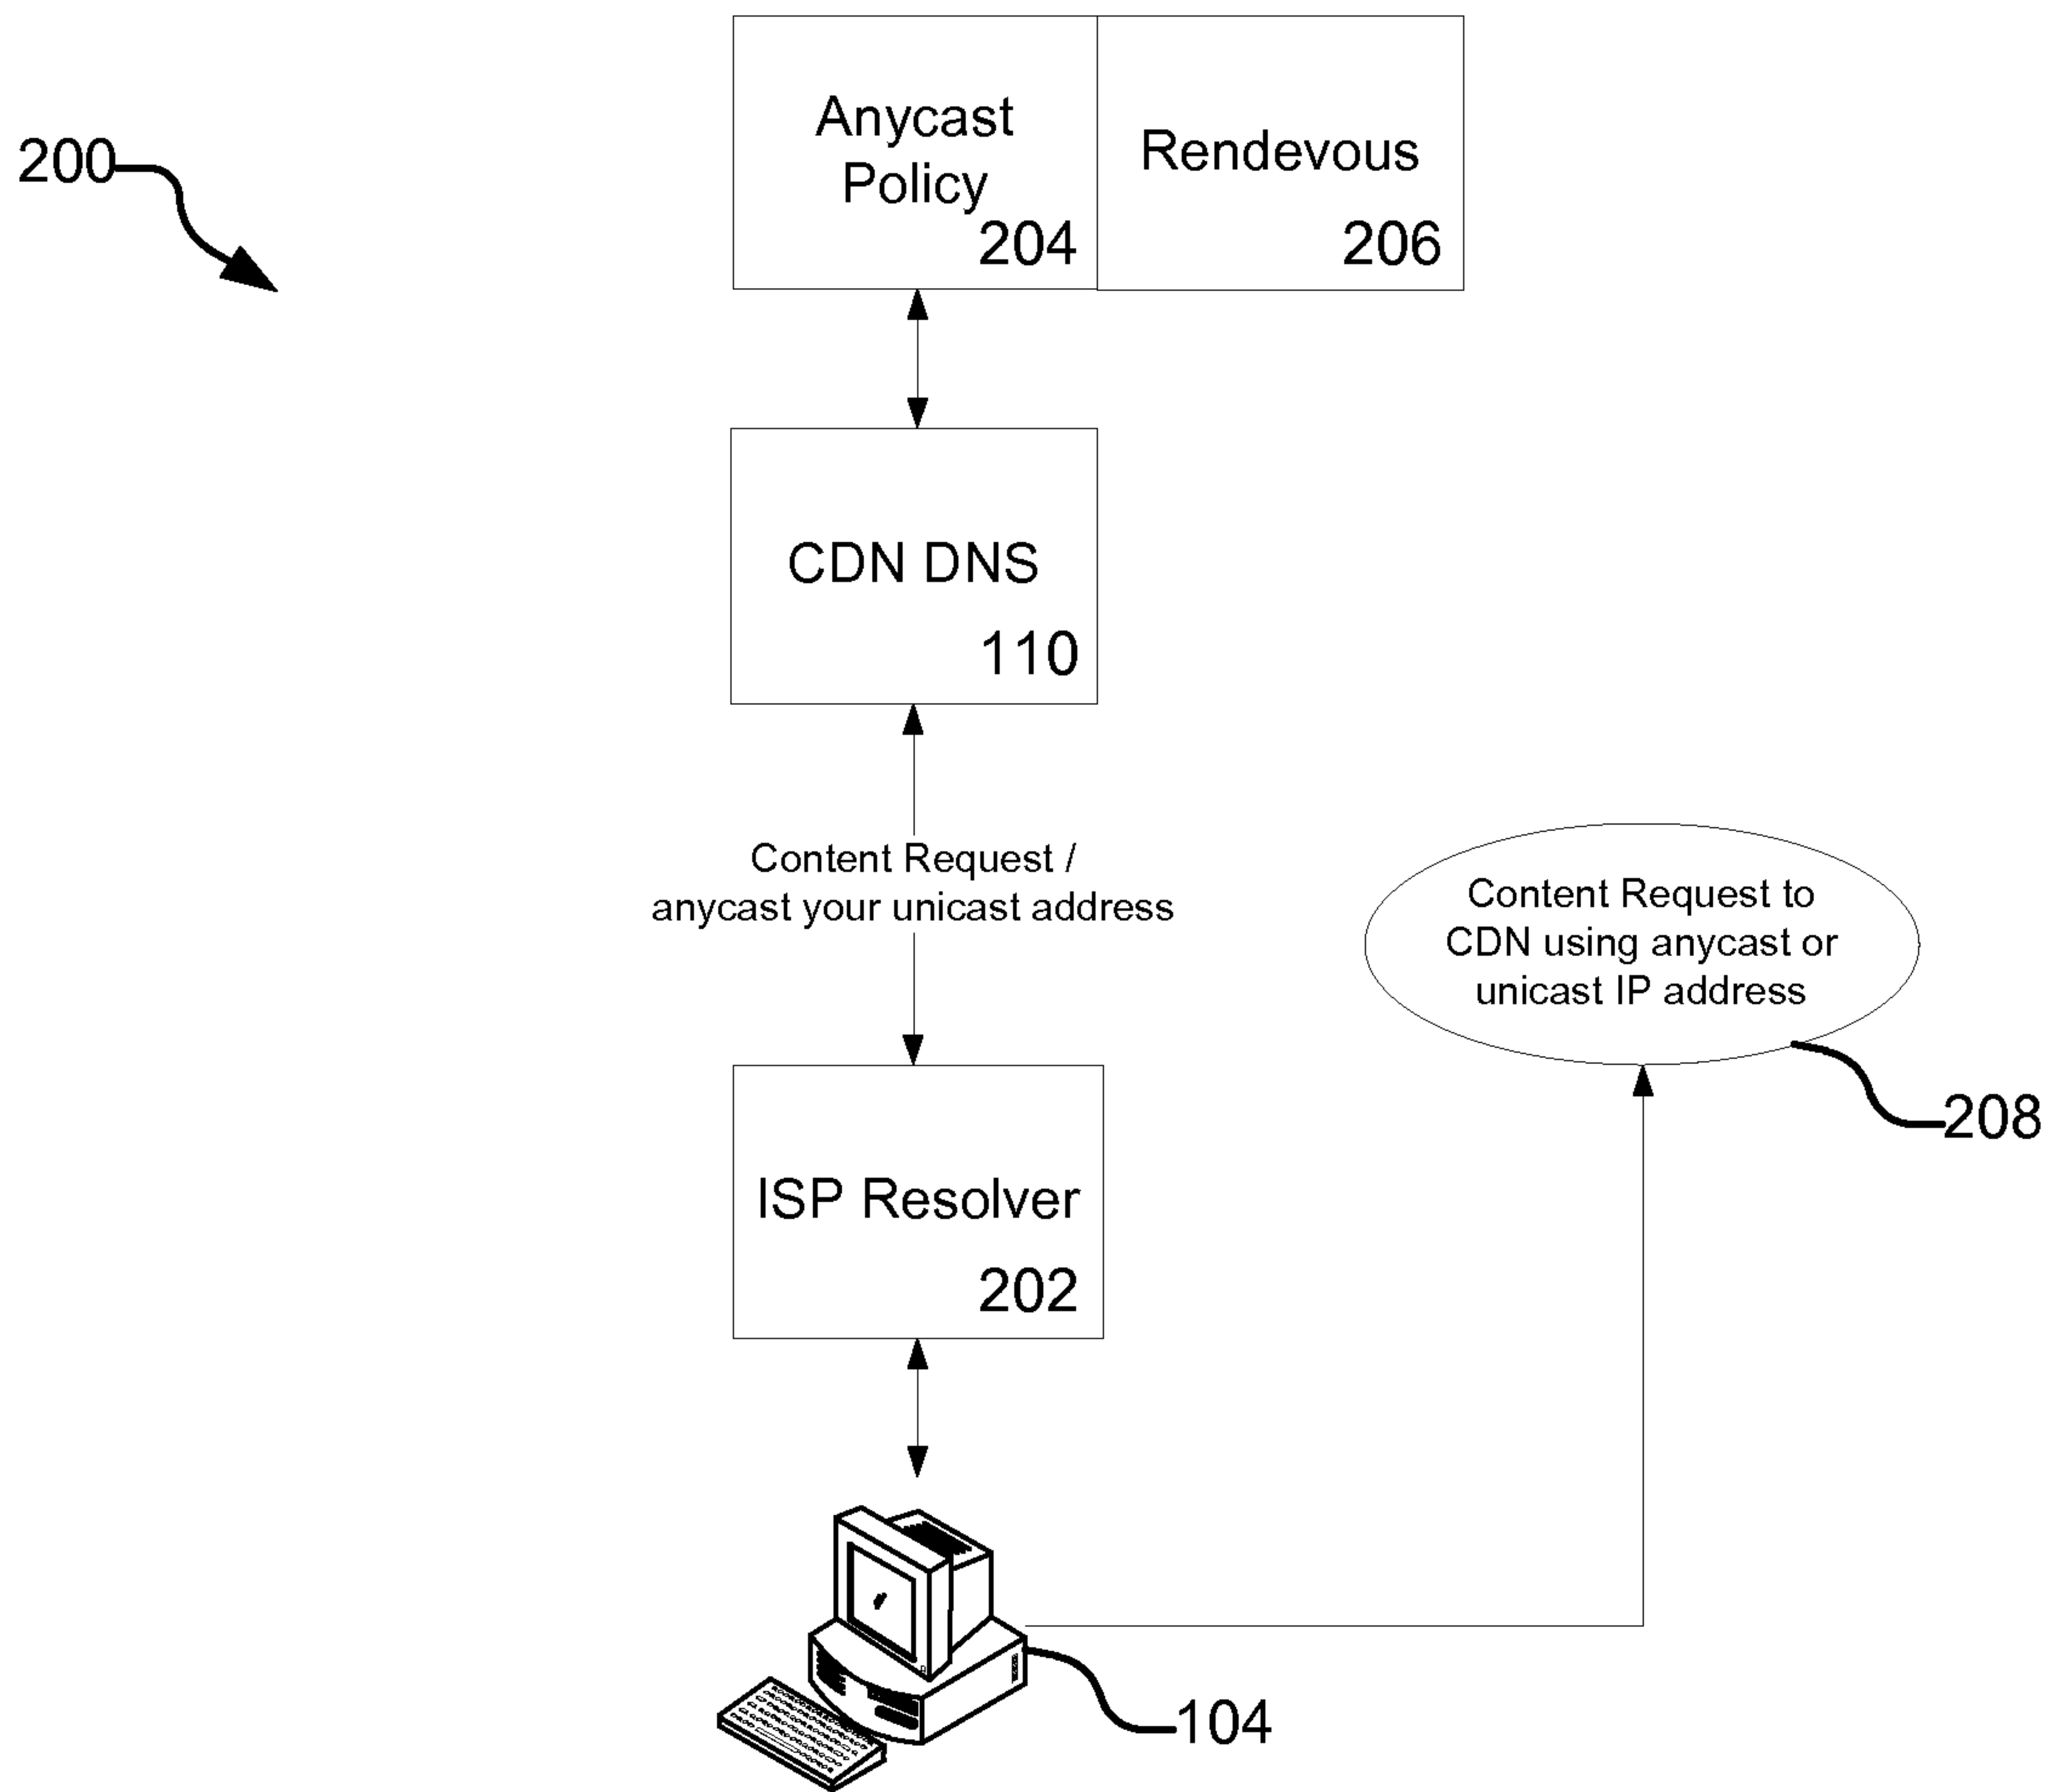 200
Anycast
Policy
204
Rendevous
206
CDN DNS
110
Content Request /
anycast your unicast address
Content Request to
CDN using anycast or
unicast IP address
208
ISP Resolver
202
104